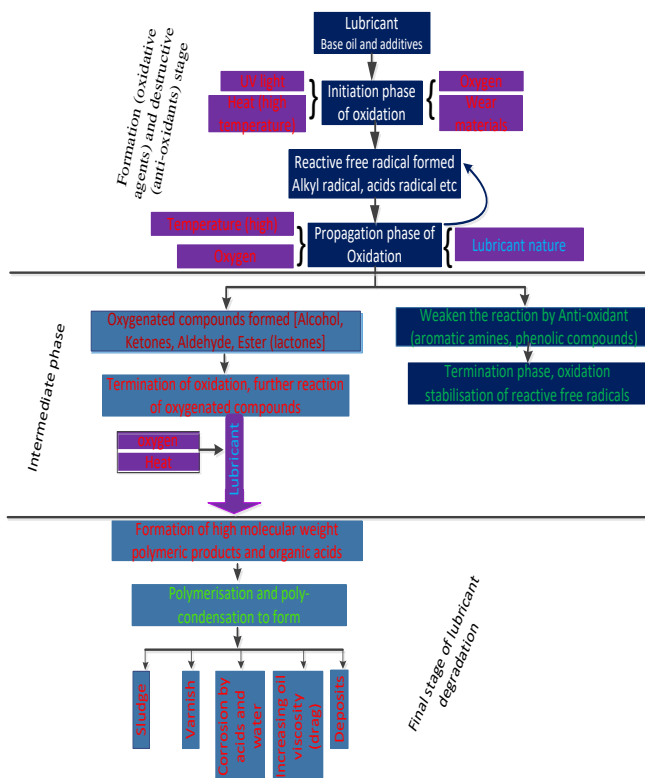 Formation (oxidative
agents) and destructive
(anti-oxidants) stage
Lubricant
Base oil and additives
UV light
Heat (high
temperature)
Initiation phase
of oxidation
Oxygen
Wear
materials
Reactive free radical formed
Alkyl radical, acids radical etc
Temperature (high)
Oxygen
Propagation phase of
Oxidation
Lubricant nature
Intermediate phase
Oxygenated compounds formed [Alcohol,
Ketones, Aldehyde, Ester (lactones]
Weaken the reaction by Anti-oxidant
(aromatic amines, phenolic compounds)
Termination of oxidation, further reaction
of oxygenated compounds
Termination phase, oxidation
stabilisation of reactive free radicals
oxygen
Heat
Lubricant
Formation of high molecular weight
polymeric products and organic acids
Polymerisation and poly-
condensation to form
Sludge
Varnish
Corrosion by
acids and
water
Increasing oil
viscosity
(drag)
Deposits
Final stage of lubricant
degradation